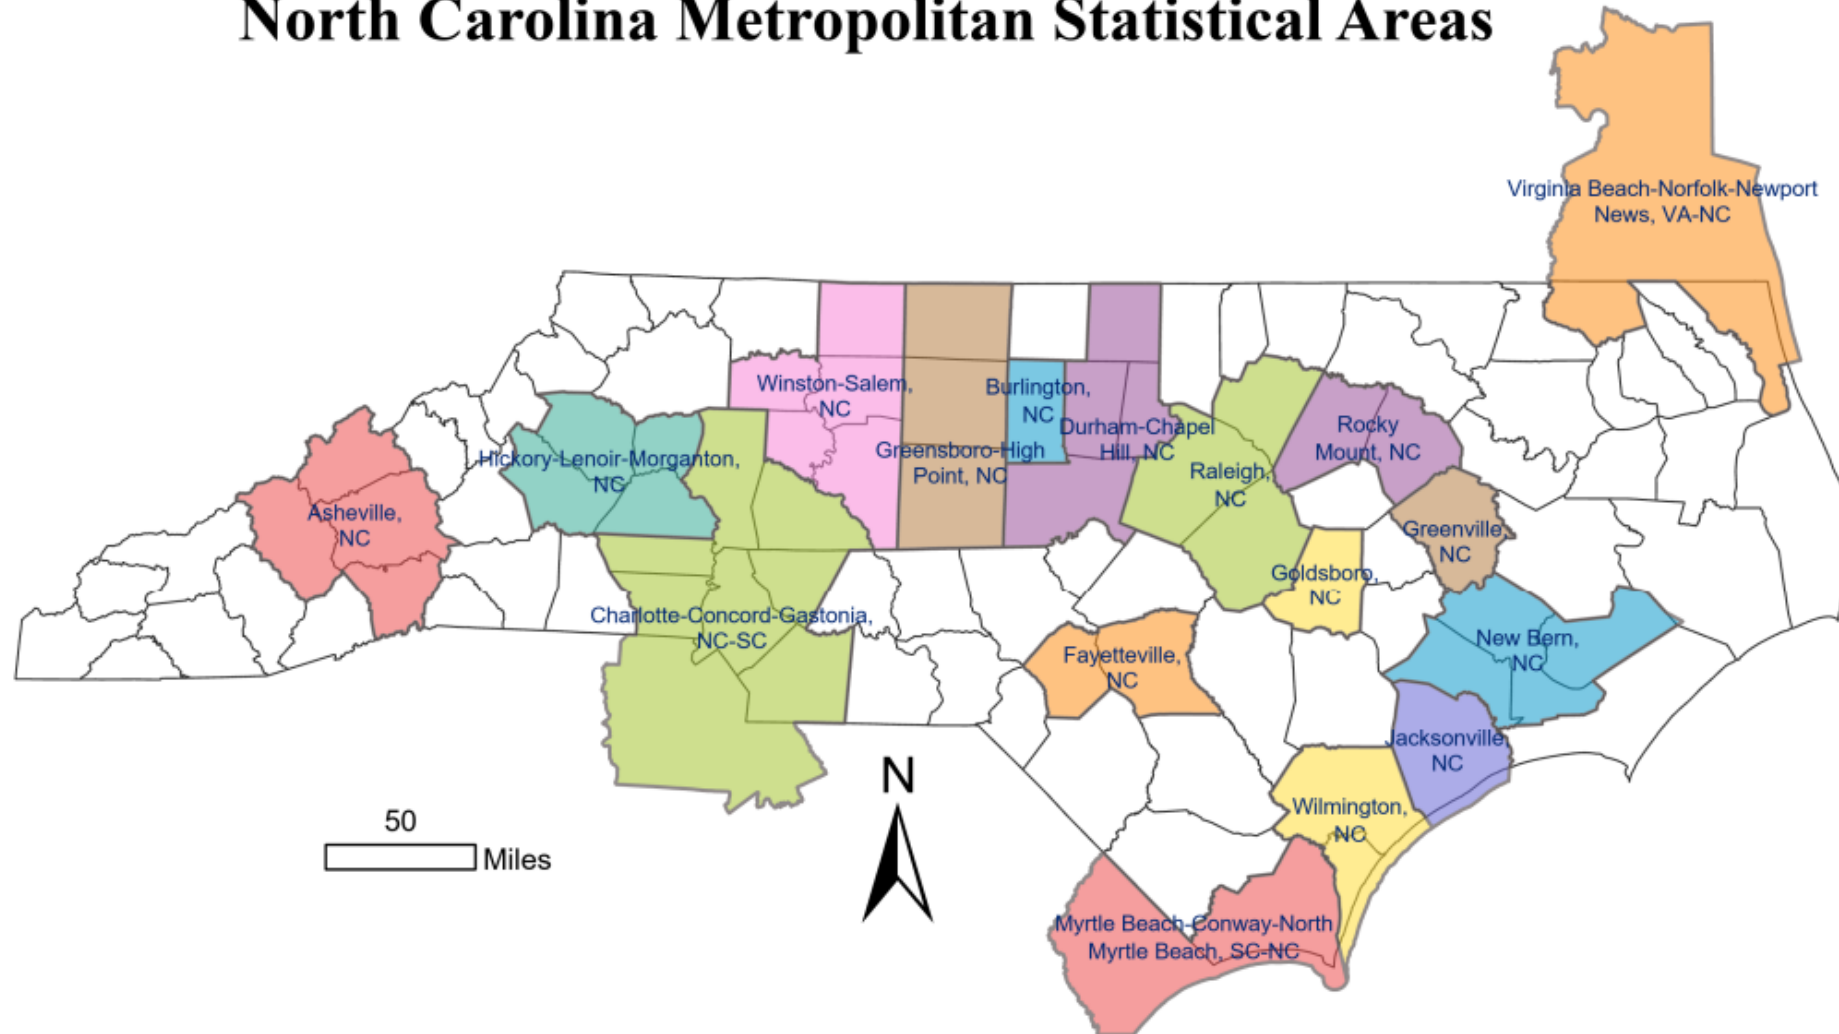 North Carolina Metropolitan Statistical Areas
Virginia Beach-Norfolk-Newport
News, VA-NC
Winston-Salem,
NC
Burlington,
NC
Durham-Chapel
Hill, NC
Rocky
Mount, NC
Hickory-Lenoir-Morganton,
NC
Greensboro-High
Point, NC
Raleigh,
NC
Asheville,
NC
Greenville,
NC
Goldsboro,
NC
Charlotte-Concord-Gastonia,
NC-SC
Fayetteville,
NC
New Bern,
NC
Jacksonville,
NC
Wilmington,
NC
Myrtle Beach-Conway-North
Myrtle Beach, SC-NC
N
50
Miles